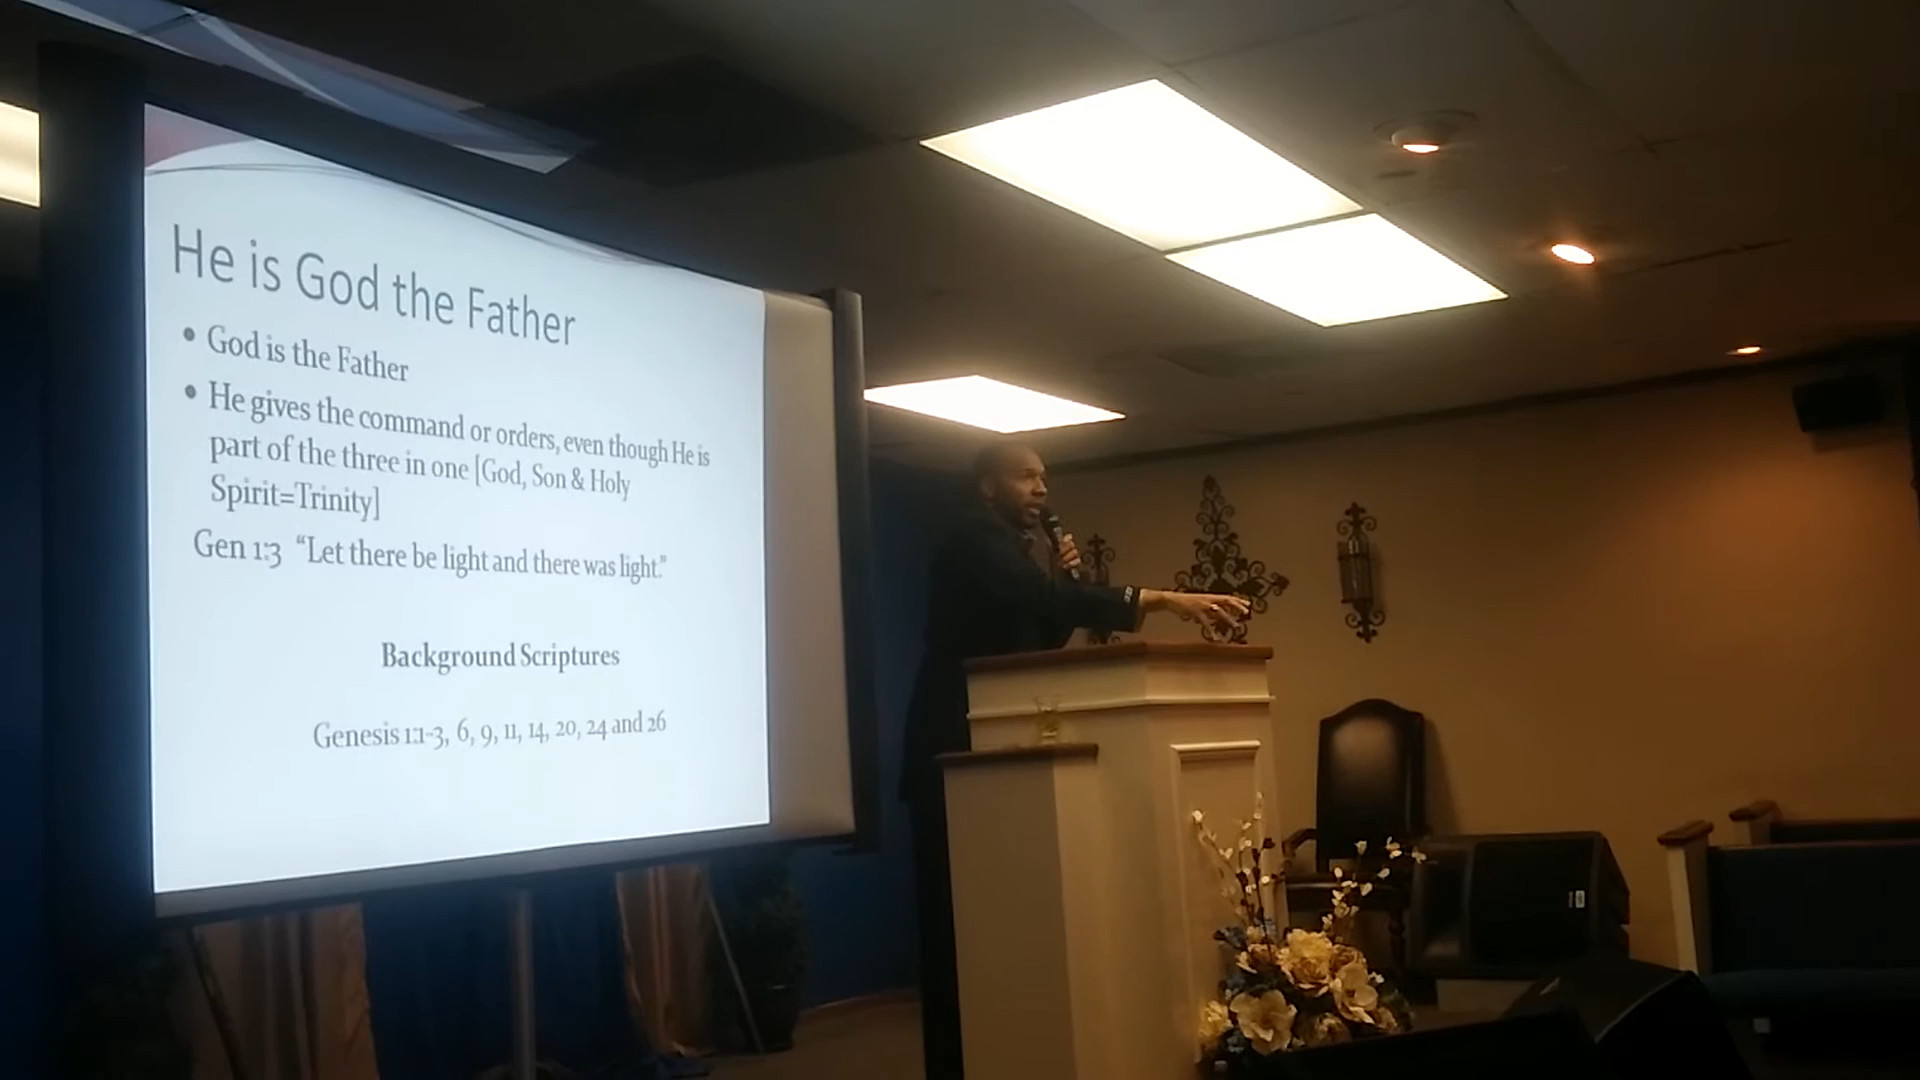 He is God the Father
• God is the Father
• He gives the command or orders, even though He is
part of the three in one [God, Son & Holy
Spirit=Trinity]
Gen 1:3 “Let there be light and there was light.”
Background Scriptures
Genesis 1:1-3, 6, 9, 11, 14, 20, 24 and 26